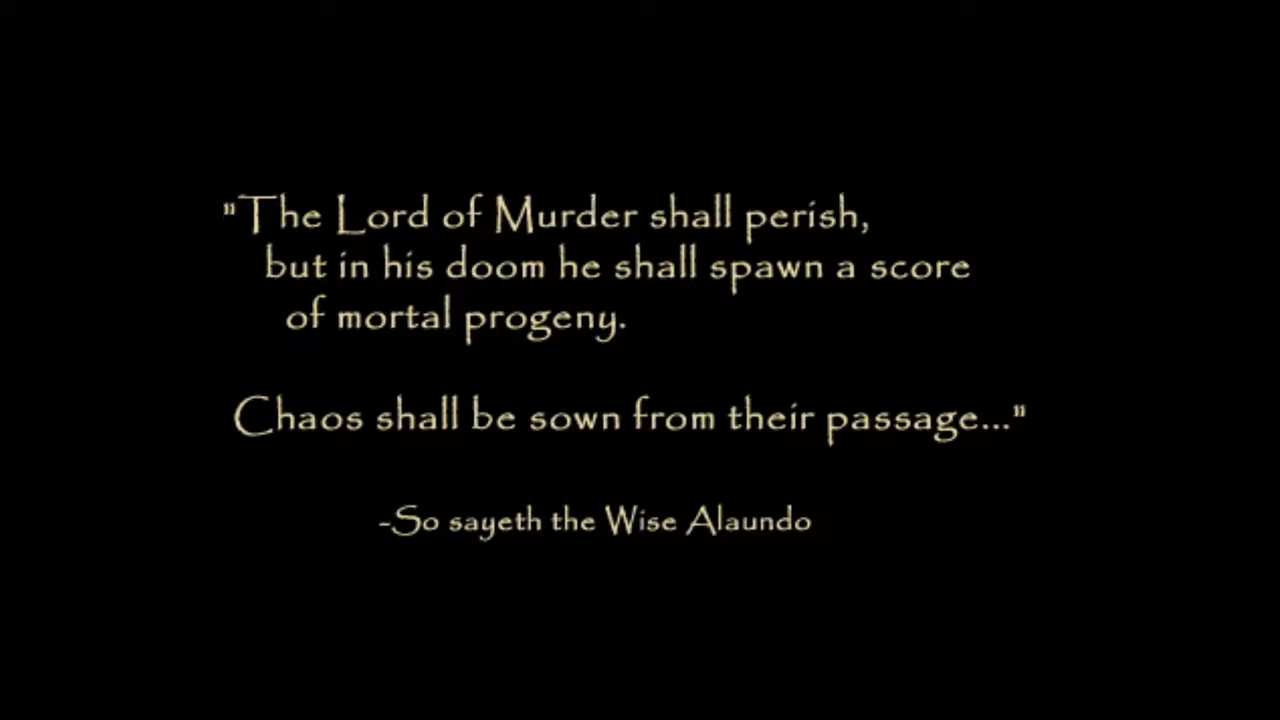 "The Lord of Murder shall perish,
but in his doom he shall spawn a score
of mortal progeny.
Chaos shall be sown from their passage..."
-So sayeth the Wise Alaundo